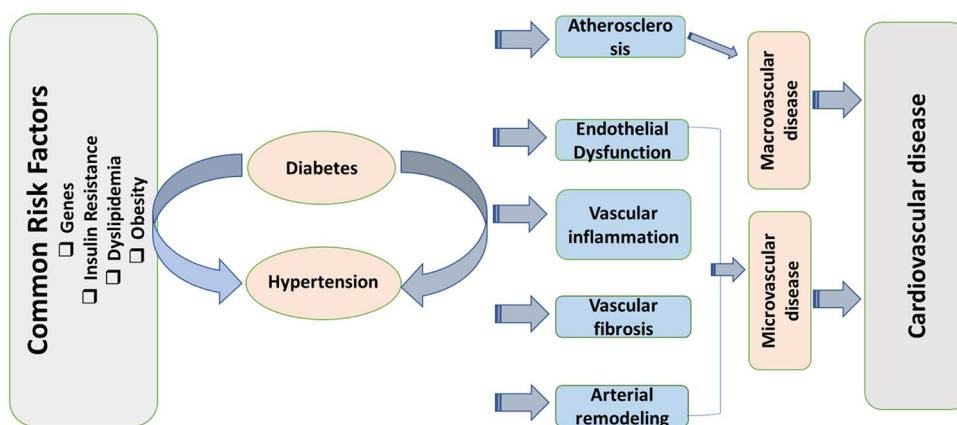 Common Risk Factors
❑ Genes
❑ Insulin Resistance
❑ Dyslipidemia
❑ Obesity
Diabetes
Hypertension
Atherosclero
sis
Endothelial
Dysfunction
Vascular
inflammation
Vascular
fibrosis
Arterial
remodeling
Macrovascular
disease
Microvascular
disease
Cardiovascular disease